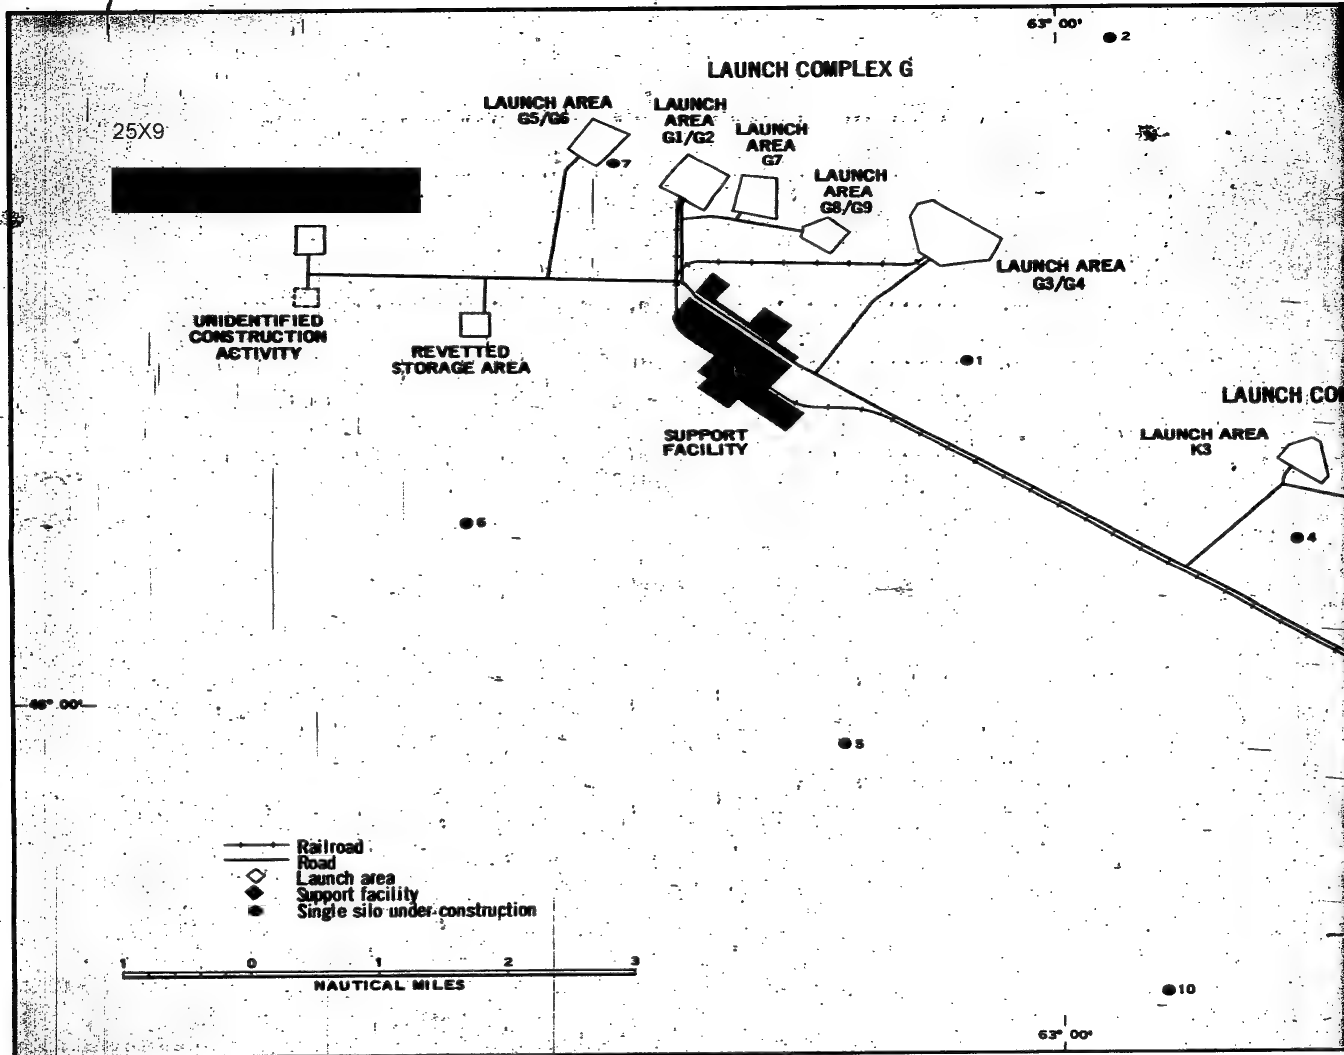 63° 00'
2
LAUNCH COMPLEX G
LAUNCH AREA
G5/G6
LAUNCH
AREA
G1/G2
LAUNCH
AREA
G7
25X9
7
LAUNCH
AREA
G8/G9
LAUNCH AREA
G3/G4
UNIDENTIFIED
CONSTRUCTION
ACTIVITY
REVETTED
STORAGE AREA
1
LAUNCH CO
SUPPORT
FACILITY
LAUNCH AREA
K3
6
4
46° 00'
5
Railroad
Road
Launch area
Support facility
Single silo under construction
1 0 1 2 3
NAUTICAL MILES
10
63° 00'